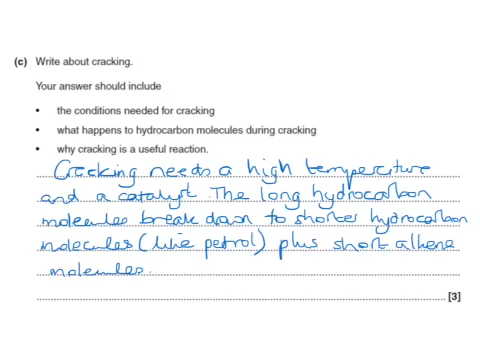 (c) Write about cracking.
Your answer should include
• the conditions needed for cracking
• what happens to hydrocarbon molecules during cracking
• why cracking is a useful reaction.
Cracking needs a high temperature
and a catalyst. The long hydrocarbon
molecules break down to shorter hydrocarbon
molecules (like petrol) plus short alkene
molecules.
[3]